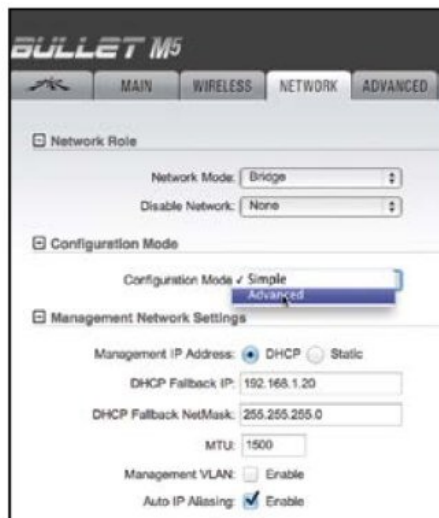 BULLET M5
MAIN WIRELESS NETWORK ADVANCED
Network Role
Network Mode: Bridge
Disable Network: None
Configuration Mode
Configuration Mode ✓ Simple
Advanced
Management Network Settings
Management IP Address: DHCP Static
DHCP Fallback IP: 192.168.1.20
DHCP Fallback NetMask: 255.255.255.0
MTU: 1500
Management VLAN: Enable
Auto IP Aliasing: Enable